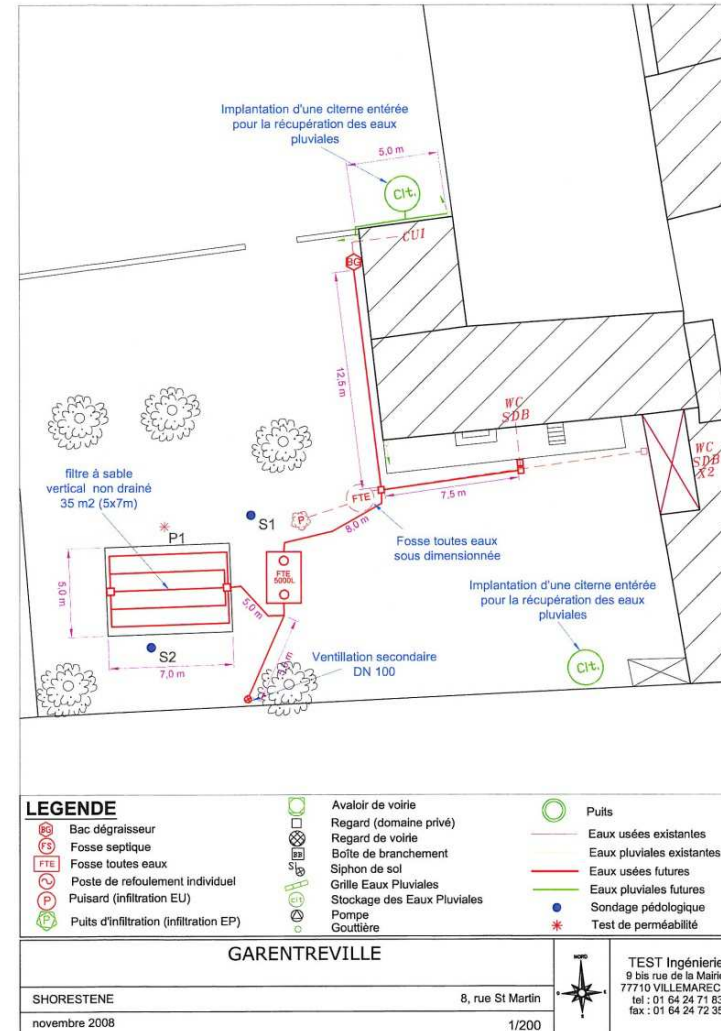 Implantation d'une citerne entérée
pour la récupération des eaux
pluviales
5,0 m
Cit.
CUI
BG
12,5 m
WC
SDB
WC
SDB
X2
filtre à sable
vertical non drainé
35 m2 (5x7m)
FTE
7,5 m
S1
P
8,0 m
P1
Fosse toutes eaux
sous dimensionnée
FTE
5000L
5,0 m
5,0 m
Implantation d'une citerne entérée
pour la récupération des eaux
pluviales
S2
7,0 m
Ventillation secondaire
DN 100
Cit.
LEGENDE
BG Bac dégraisseur
FS Fosse septique
FTE Fosse toutes eaux
Poste de refoulement individuel
P Puisard (infiltration EU)
P Puits d'infiltration (infiltration EP)
Avaloir de voirie
Regard (domaine privé)
Regard de voirie
BB Boîte de branchement
Si Siphon de sol
Grille Eaux Pluviales
Cit Stockage des Eaux Pluviales
Pompe
Gouttière
Puits
Eaux usées existantes
Eaux pluviales existantes
Eaux usées futures
Eaux pluviales futures
Sondage pédologique
Test de perméabilité
GARENTREVILLE
SHORESTENE 8, rue St Martin
novembre 2008 1/200
NORD
TEST Ingénierie
9 bis rue de la Mairie
77710 VILLEMAREC
tel : 01 64 24 71 83
fax : 01 64 24 72 35